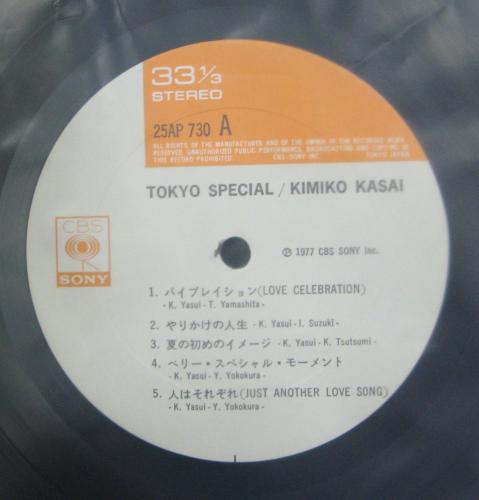 33 1/3
STEREO
25AP 730 A
ALL RIGHTS OF THE MANUFACTURER AND OF THE OWNER OF THE RECORDED WORK
RESERVED UNAUTHORIZED PUBLIC PERFORMANCE, BROADCASTING AND COPYING OF
THIS RECORD PROHIBITED CBS·SONY INC TOKYO JAPAN
TOKYO SPECIAL / KIMIKO KASAI
CBS
SONY
℗ 1977 CBS SONY Inc.
1. バイブレイション(LOVE CELEBRATION)
- K. Yasui - T. Yamashita -
2. やりかけの人生 - K. Yasui - I. Suzuki -
3. 夏の初めのイメージ - K. Yasui - K. Tsutsumi -
4. ベリー・スペシャル・モーメント
- K. Yasui - Y. Yokokura -
5. 人はそれぞれ(JUST ANOTHER LOVE SONG)
- K. Yasui - Y. Yokokura -